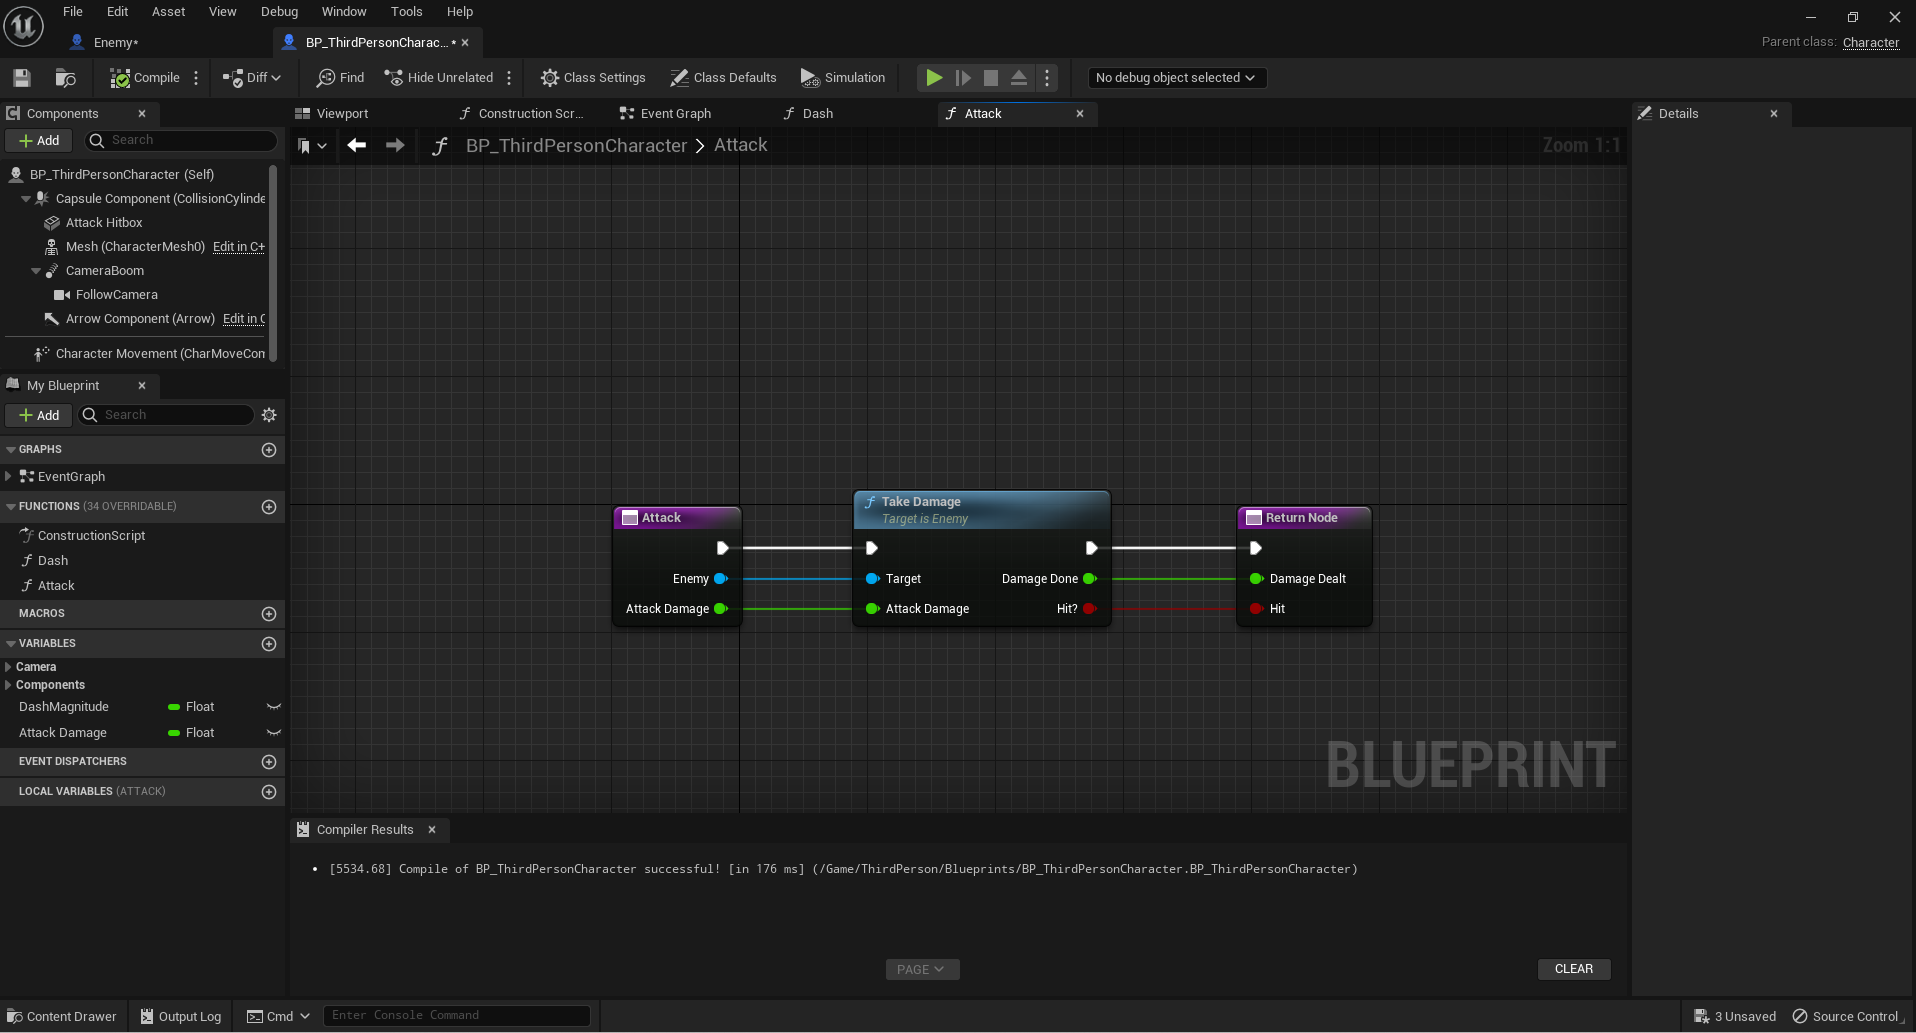 File Edit Asset View Debug Window Tools Help
Enemy*
BP_ThirdPersonCharac... *
Parent class: Character
Compile
Diff
Find
Hide Unrelated
Class Settings
Class Defaults
Simulation
No debug object selected
Components
Add
Search
BP_ThirdPersonCharacter (Self)
Capsule Component (CollisionCylinde
Attack Hitbox
Mesh (CharacterMesh0) Edit in C+
CameraBoom
FollowCamera
Arrow Component (Arrow) Edit in C
Character Movement (CharMoveCom
My Blueprint
Add
Search
GRAPHS
EventGraph
FUNCTIONS (34 OVERRIDABLE)
ConstructionScript
Dash
Attack
MACROS
VARIABLES
Camera
Components
DashMagnitude Float
Attack Damage Float
EVENT DISPATCHERS
LOCAL VARIABLES (ATTACK)
Viewport
Construction Scr...
Event Graph
Dash
Attack
BP_ThirdPersonCharacter > Attack
Zoom 1:1
Attack
Enemy
Attack Damage
Take Damage
Target is Enemy
Target Damage Done
Attack Damage Hit?
Return Node
Damage Dealt
Hit
BLUEPRINT
Compiler Results
• [5534.68] Compile of BP_ThirdPersonCharacter successful! [in 176 ms] (/Game/ThirdPerson/Blueprints/BP_ThirdPersonCharacter.BP_ThirdPersonCharacter)
PAGE
CLEAR
Details
Content Drawer
Output Log
Cmd
Enter Console Command
3 Unsaved
Source Control